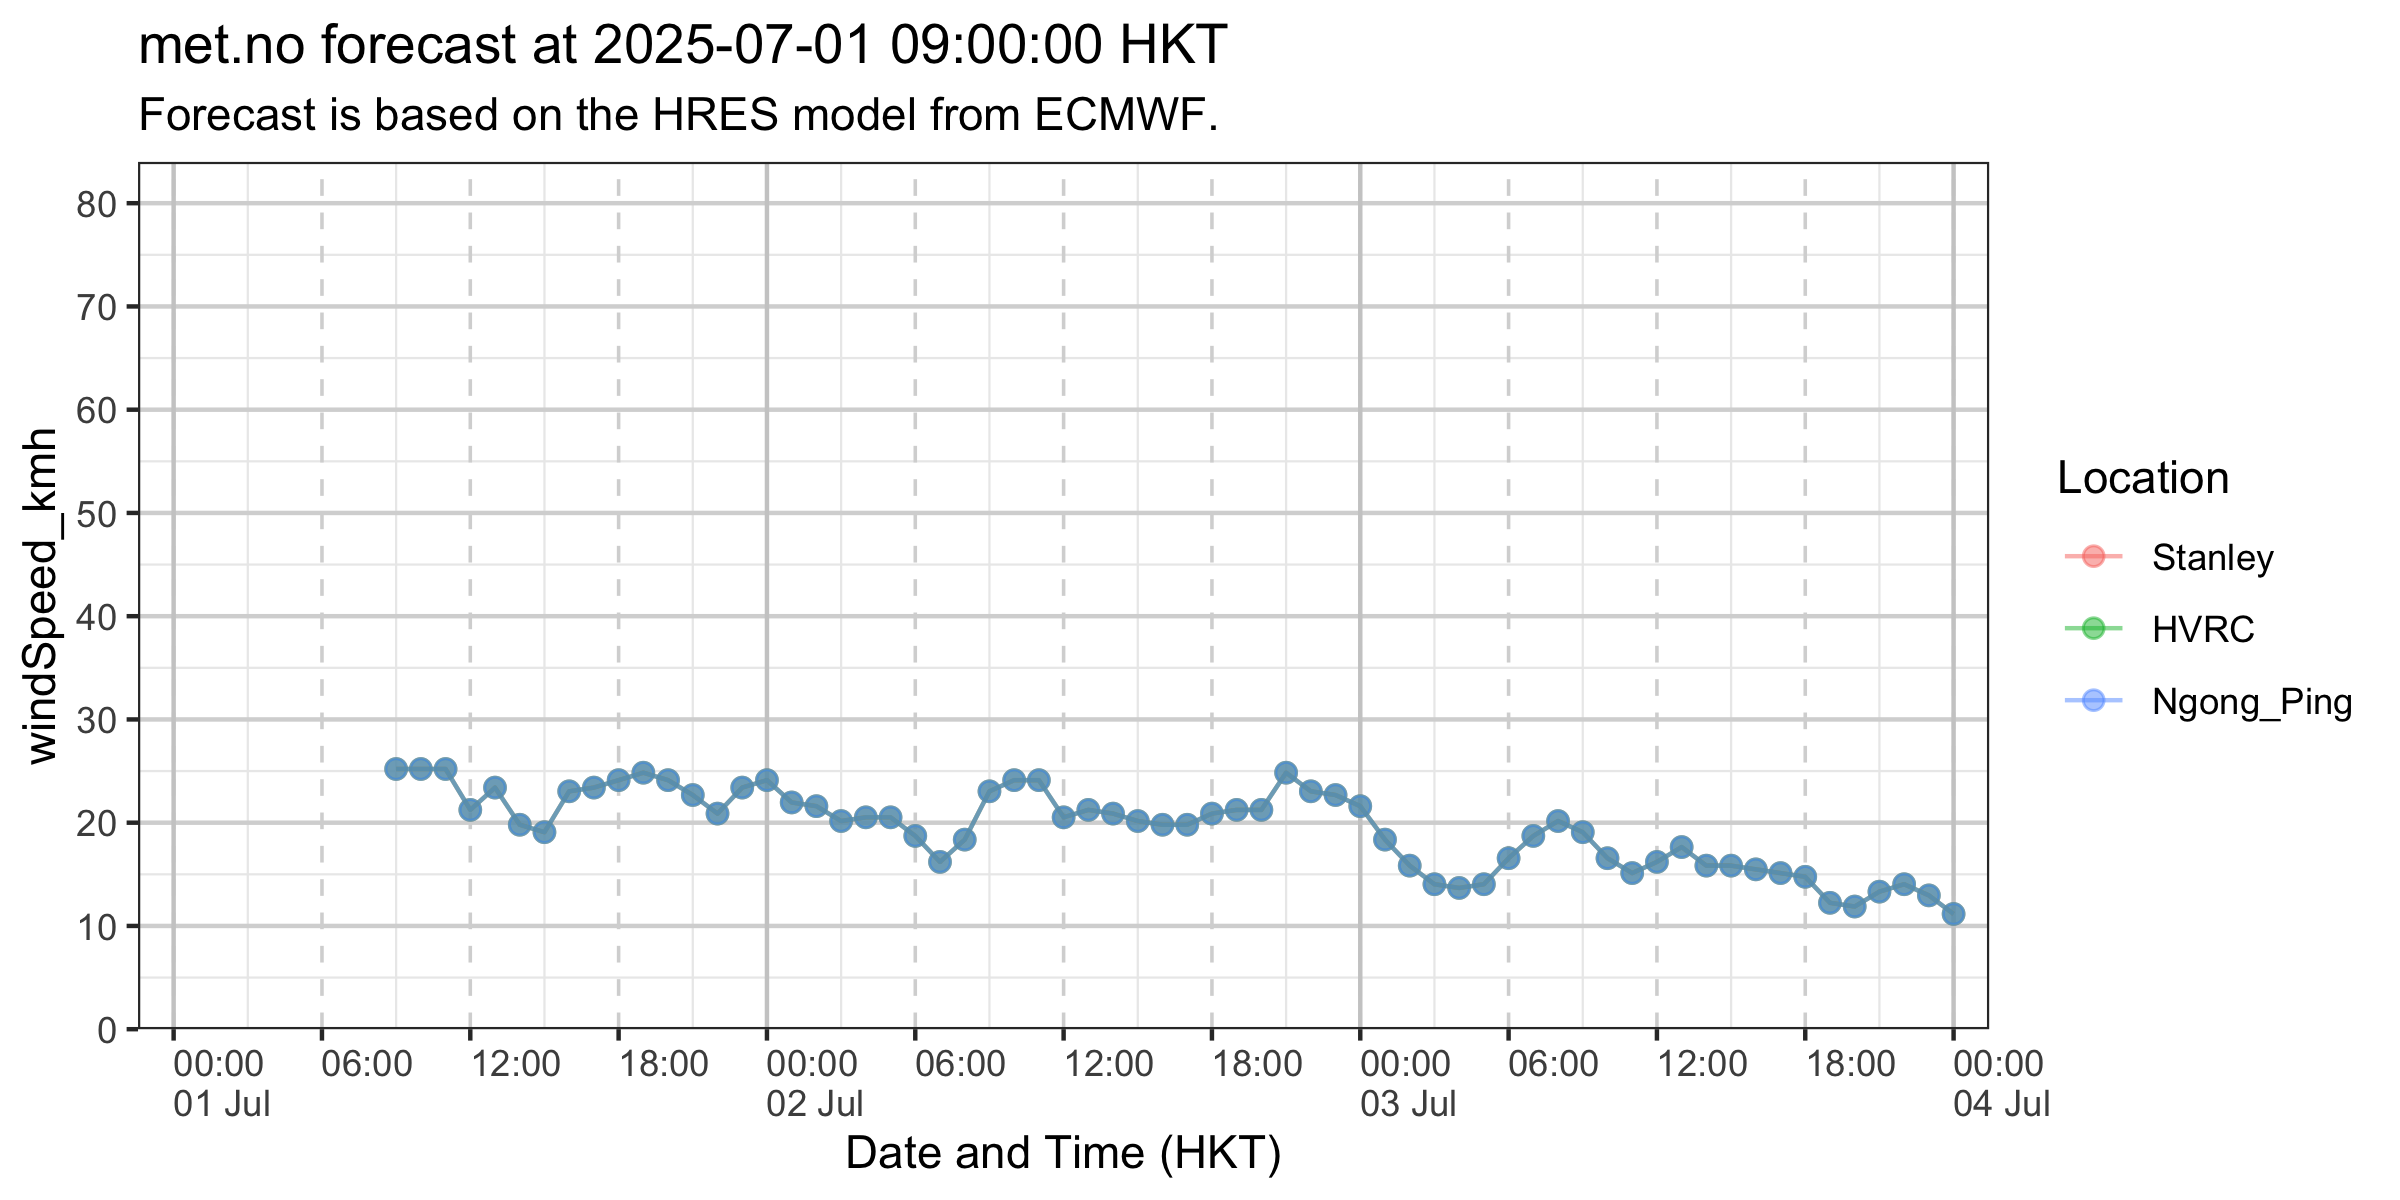 met.no forecast at 2025-07-01 09:00:00 HKT
Forecast is based on the HRES model from ECMWF.
windSpeed_kmh
80
70
60
50
40
30
20
10
0
00:00 06:00 12:00 18:00 00:00 06:00 12:00 18:00 00:00 06:00 12:00 18:00 00:00
01 Jul 02 Jul 03 Jul 04 Jul
Date and Time (HKT)
Location
Stanley
HVRC
Ngong_Ping